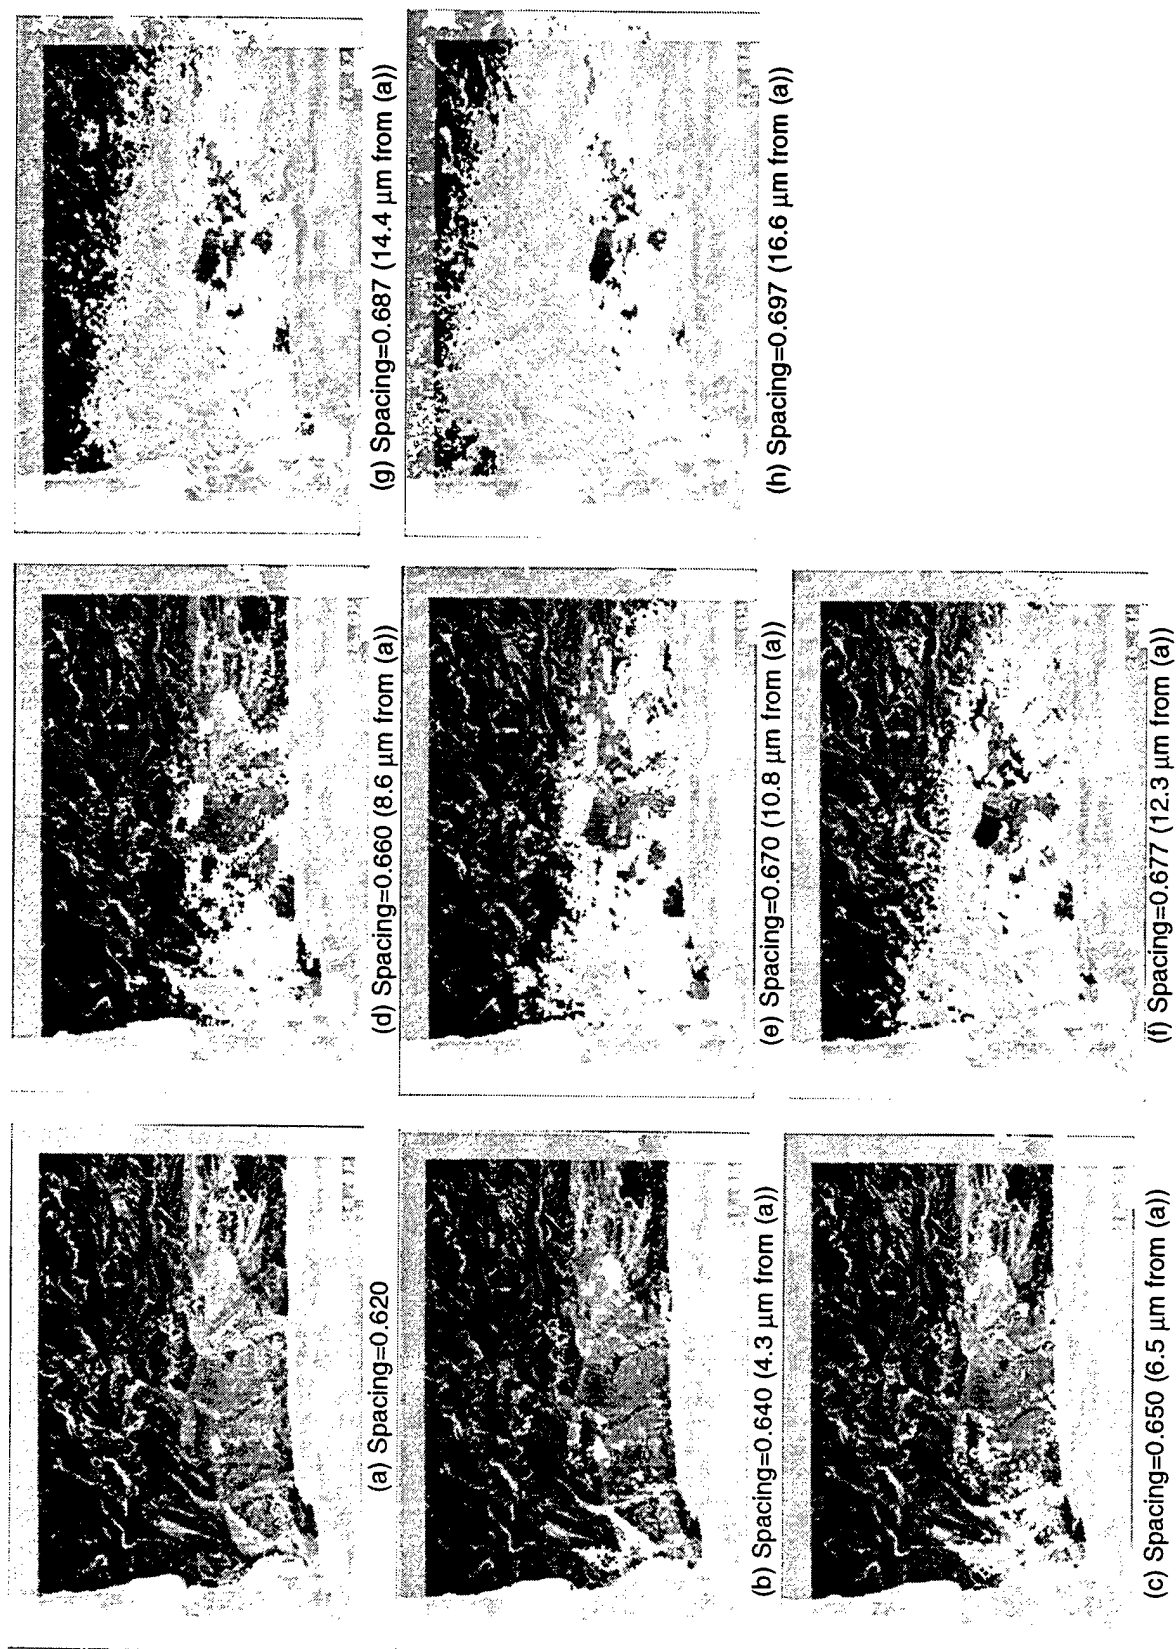 (a) Spacing=0.620
(b) Spacing=0.640 (4.3 μm from (a))
(c) Spacing=0.650 (6.5 μm from (a))
(d) Spacing=0.660 (8.6 μm from (a))
(e) Spacing=0.670 (10.8 μm from (a))
(f) Spacing=0.677 (12.3 μm from (a))
(g) Spacing=0.687 (14.4 μm from (a))
(h) Spacing=0.697 (16.6 μm from (a))